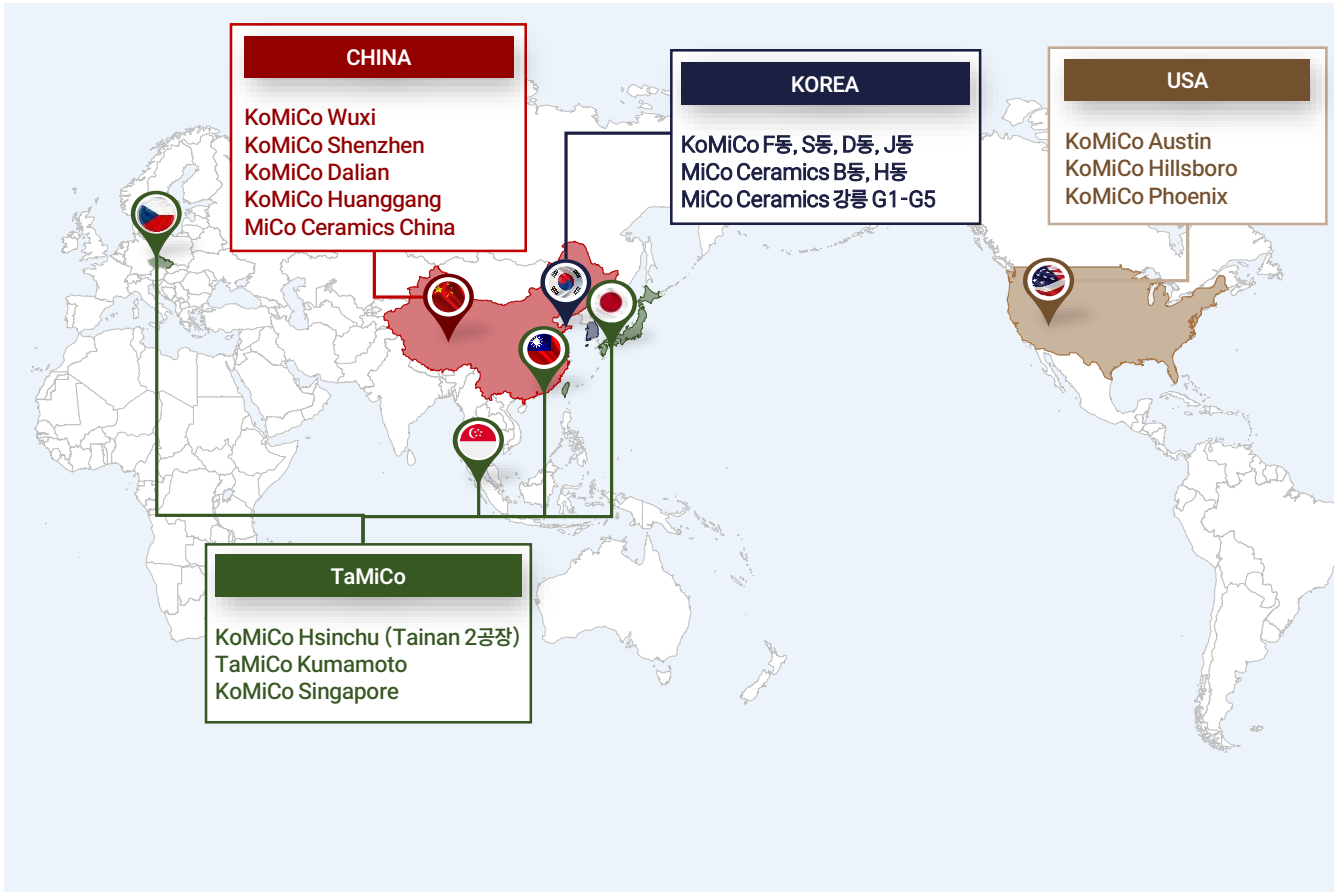 CHINA
KoMiCo Wuxi
KoMiCo Shenzhen
KoMiCo Dalian
KoMiCo Huanggang
MiCo Ceramics China
KOREA
KoMiCo F동, S동, D동, J동
MiCo Ceramics B동, H동
MiCo Ceramics 강릉 G1-G5
USA
KoMiCo Austin
KoMiCo Hillsboro
KoMiCo Phoenix
TaMiCo
KoMiCo Hsinchu (Tainan 2공장)
TaMiCo Kumamoto
KoMiCo Singapore